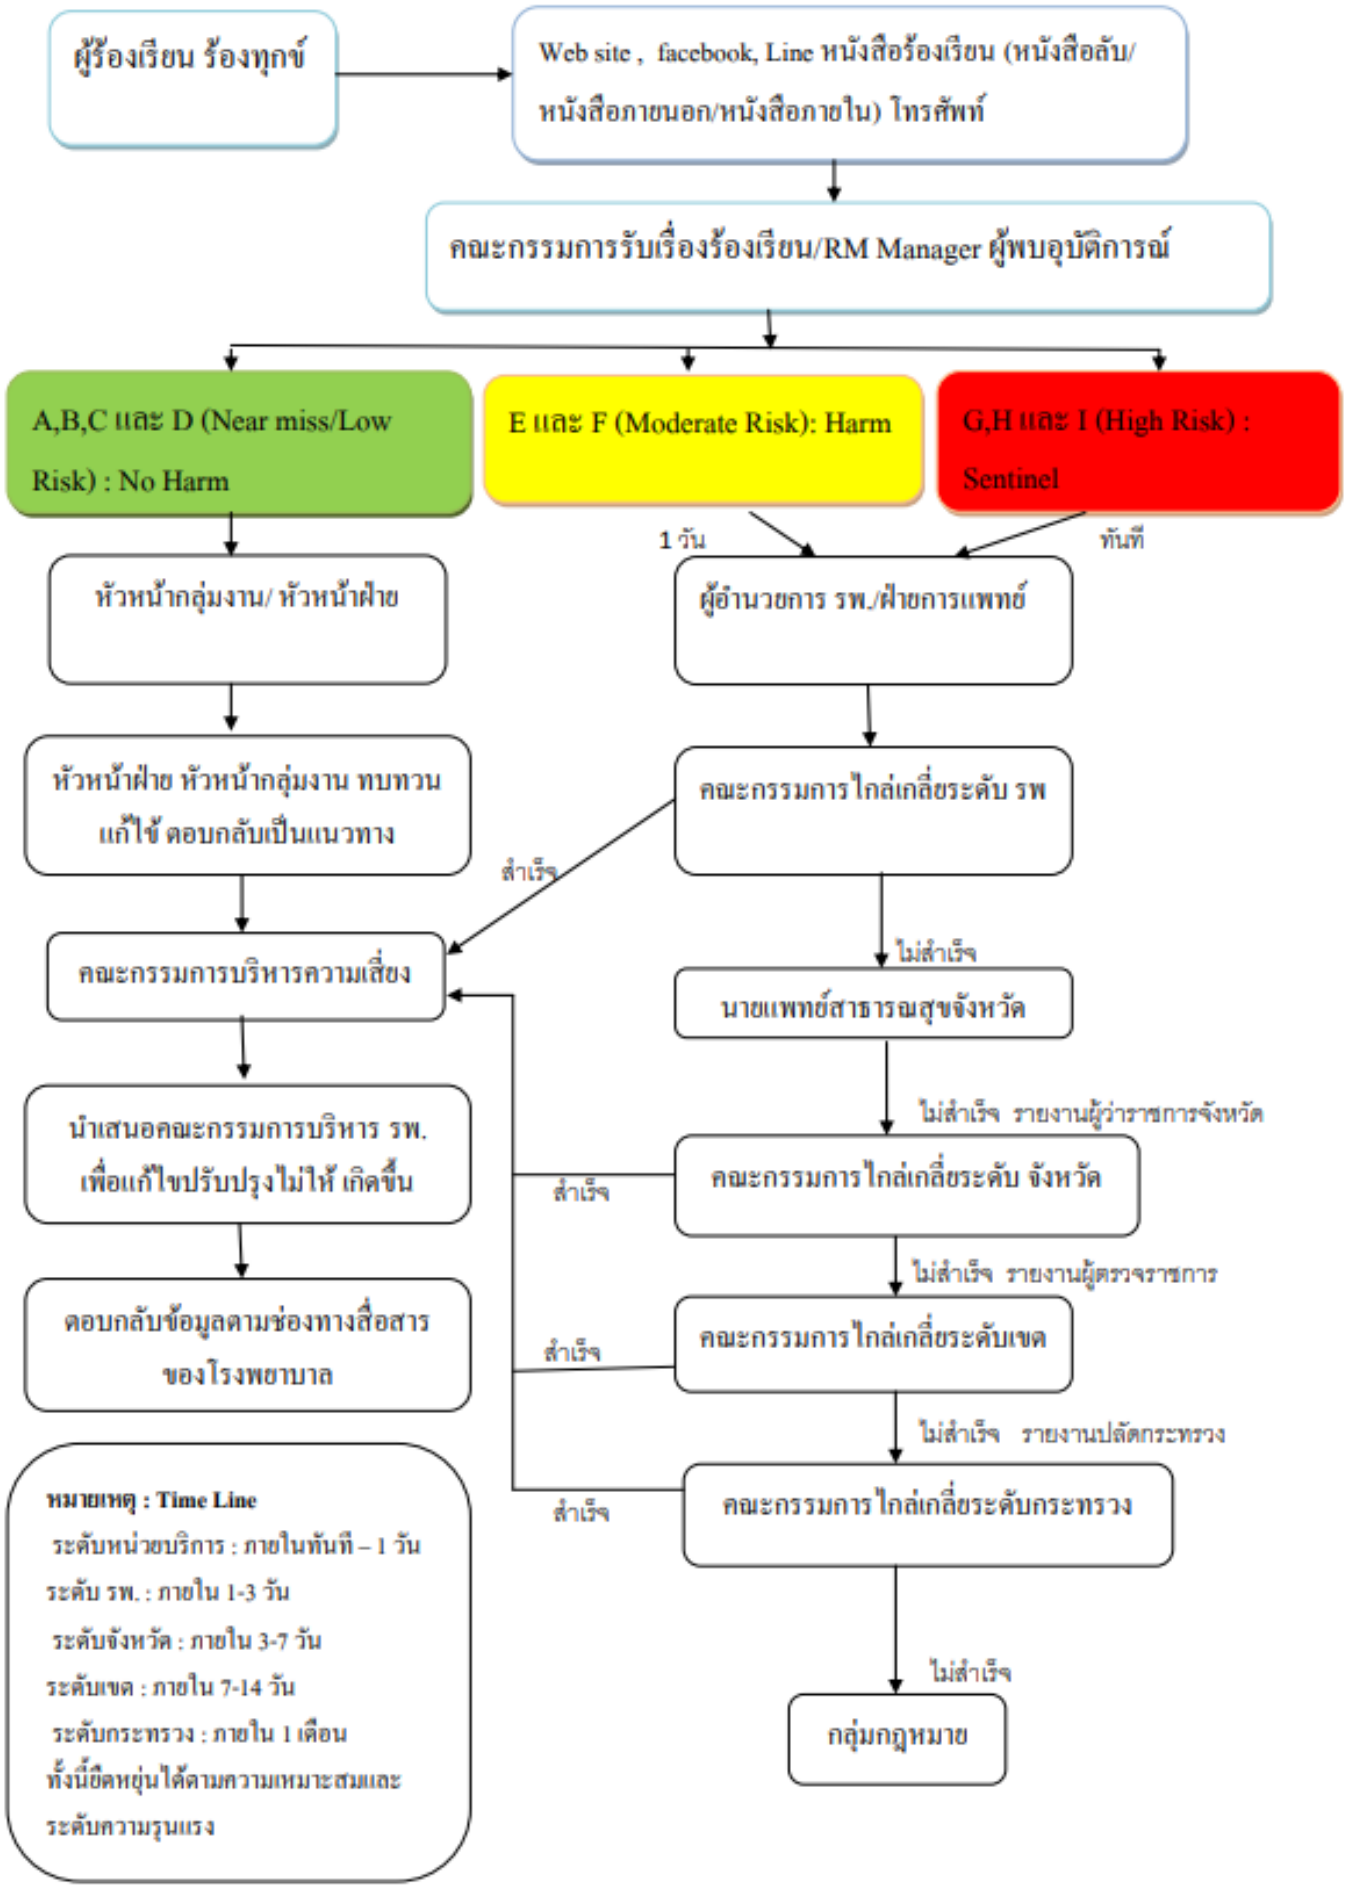 ผู้ร้องเรียน ร้องทุกข์
Web site , facebook, Line หนังสือร้องเรียน (หนังสือลับ/
หนังสือภายนอก/หนังสือภายใน) โทรศัพท์
คณะกรรมการรับเรื่องร้องเรียน/RM Manager ผู้พบอุบัติการณ์
A,B,C และ D (Near miss/Low
Risk) : No Harm
E และ F (Moderate Risk): Harm
G,H และ I (High Risk) :
Sentinel
1 วัน
ทันที
หัวหน้ากลุ่มงาน/ หัวหน้าฝ่าย
ผู้อำนวยการ รพ./ฝ่ายการแพทย์
หัวหน้าฝ่าย หัวหน้ากลุ่มงาน ทบทวน
แก้ไข้ ตอบกลับเป็นแนวทาง
คณะกรรมการไกล่เกลี่ยระดับ รพ
สำเร็จ
ไม่สำเร็จ
คณะกรรมการบริหารความเสี่ยง
นายแพทย์สาธารณสุขจังหวัด
ไม่สำเร็จ รายงานผู้ว่าราชการจังหวัด
นำเสนอคณะกรรมการบริหาร รพ.
เพื่อแก้ไขปรับปรุงไม่ให้ เกิดขึ้น
คณะกรรมการไกล่เกลี่ยระดับ จังหวัด
สำเร็จ
ไม่สำเร็จ รายงานผู้ตรวจราชการ
ตอบกลับข้อมูลตามช่องทางสื่อสาร
ของโรงพยาบาล
คณะกรรมการไกล่เกลี่ยระดับเขต
สำเร็จ
ไม่สำเร็จ รายงานปลัดกระทรวง
คณะกรรมการไกล่เกลี่ยระดับกระทรวง
สำเร็จ
ไม่สำเร็จ
กลุ่มกฎหมาย
หมายเหตุ : Time Line
ระดับหน่วยบริการ : ภายในทันที – 1 วัน
ระดับ รพ. : ภายใน 1-3 วัน
ระดับจังหวัด : ภายใน 3-7 วัน
ระดับเขต : ภายใน 7-14 วัน
ระดับกระทรวง : ภายใน 1 เดือน
ทั้งนี้ยืดหยุ่นได้ตามความเหมาะสมและ
ระดับความรุนแรง